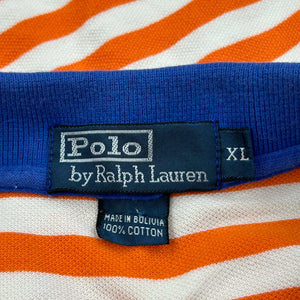 Polo
by Ralph Lauren
XL
MADE IN BOLIVIA
100% COTTON